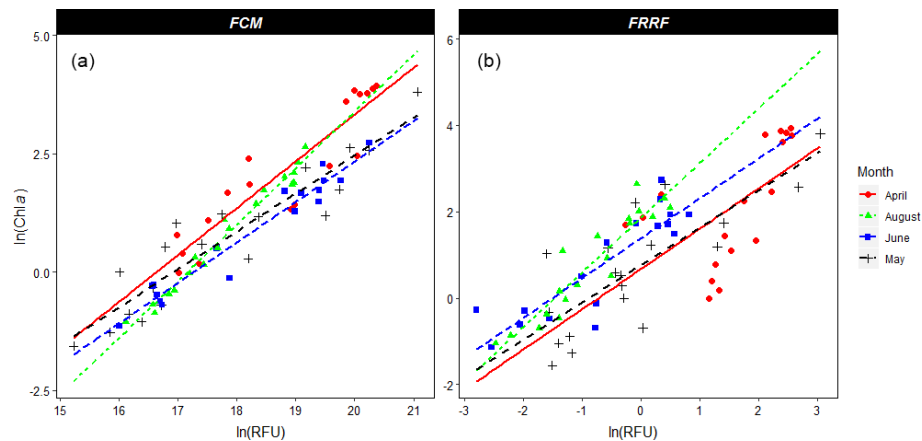 FCM
FRRF
(a)
(b)
ln(Chl a)
5.0
2.5
0.0
-2.5
15 16 17 18 19 20 21
ln(RFU)
6
4
2
0
-2
-3 -2 -1 0 1 2 3
ln(RFU)
Month
April
August
June
May